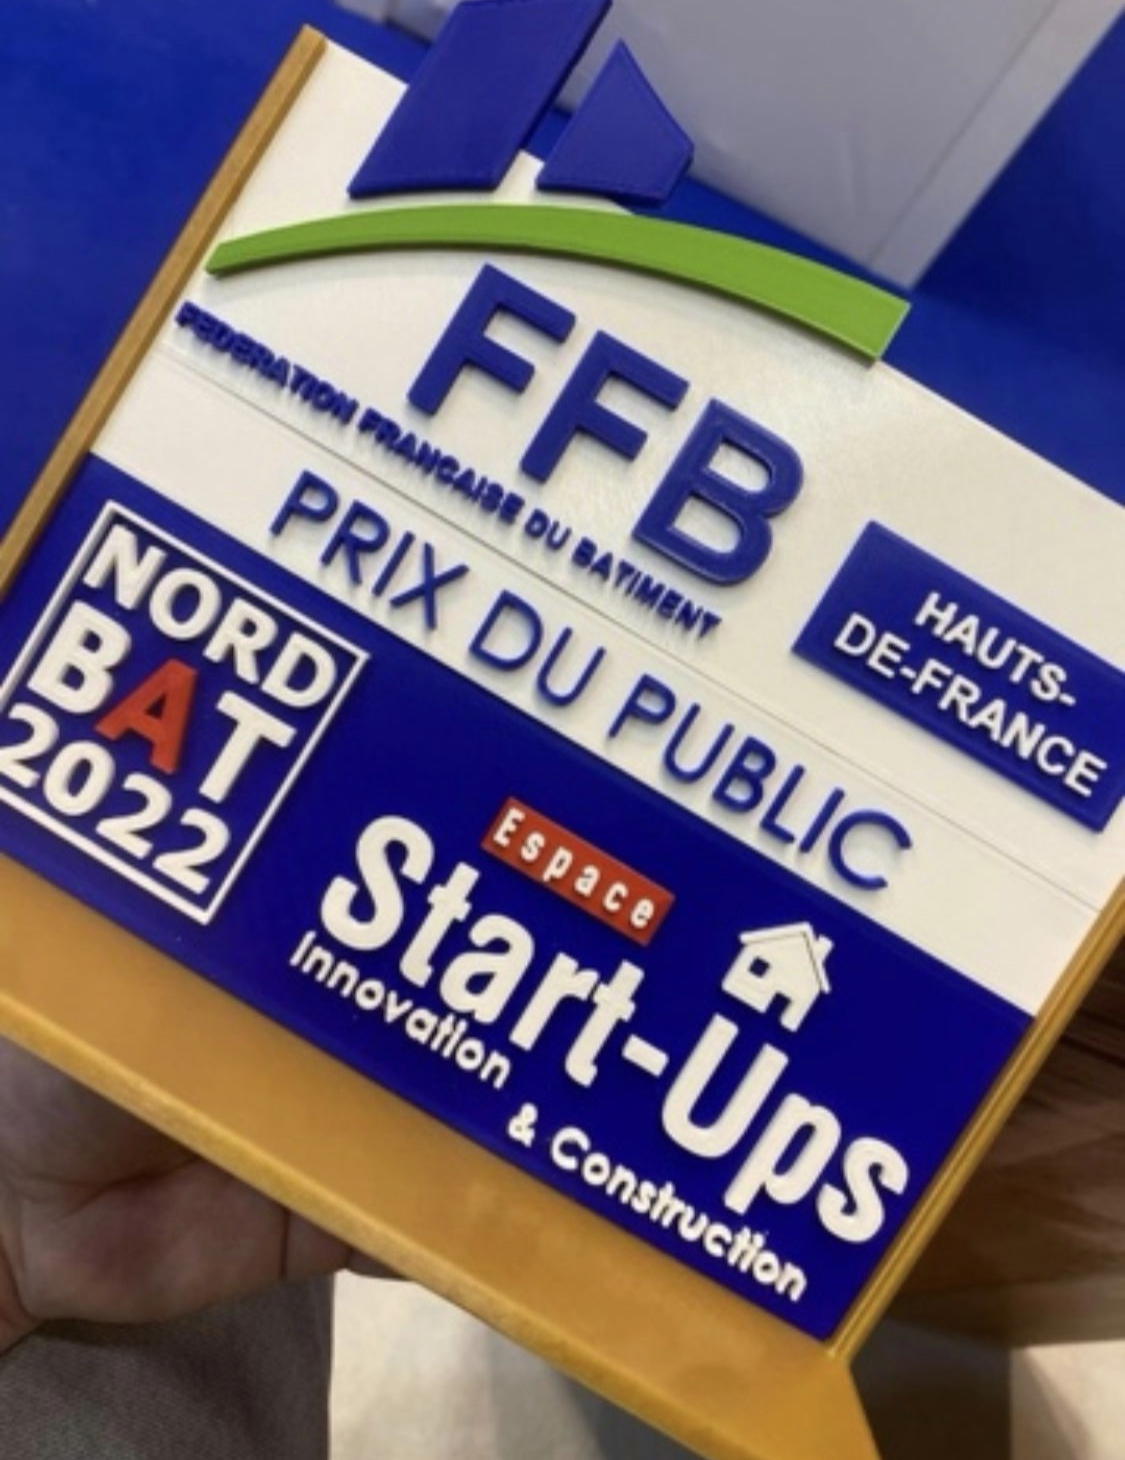 FFB
FEDERATION FRANCAISE DU BATIMENT
HAUTS-
DE-FRANCE
PRIX DU PUBLIC
NORD
BAT
2022
Espace
Start-Ups
Innovation
& Construction